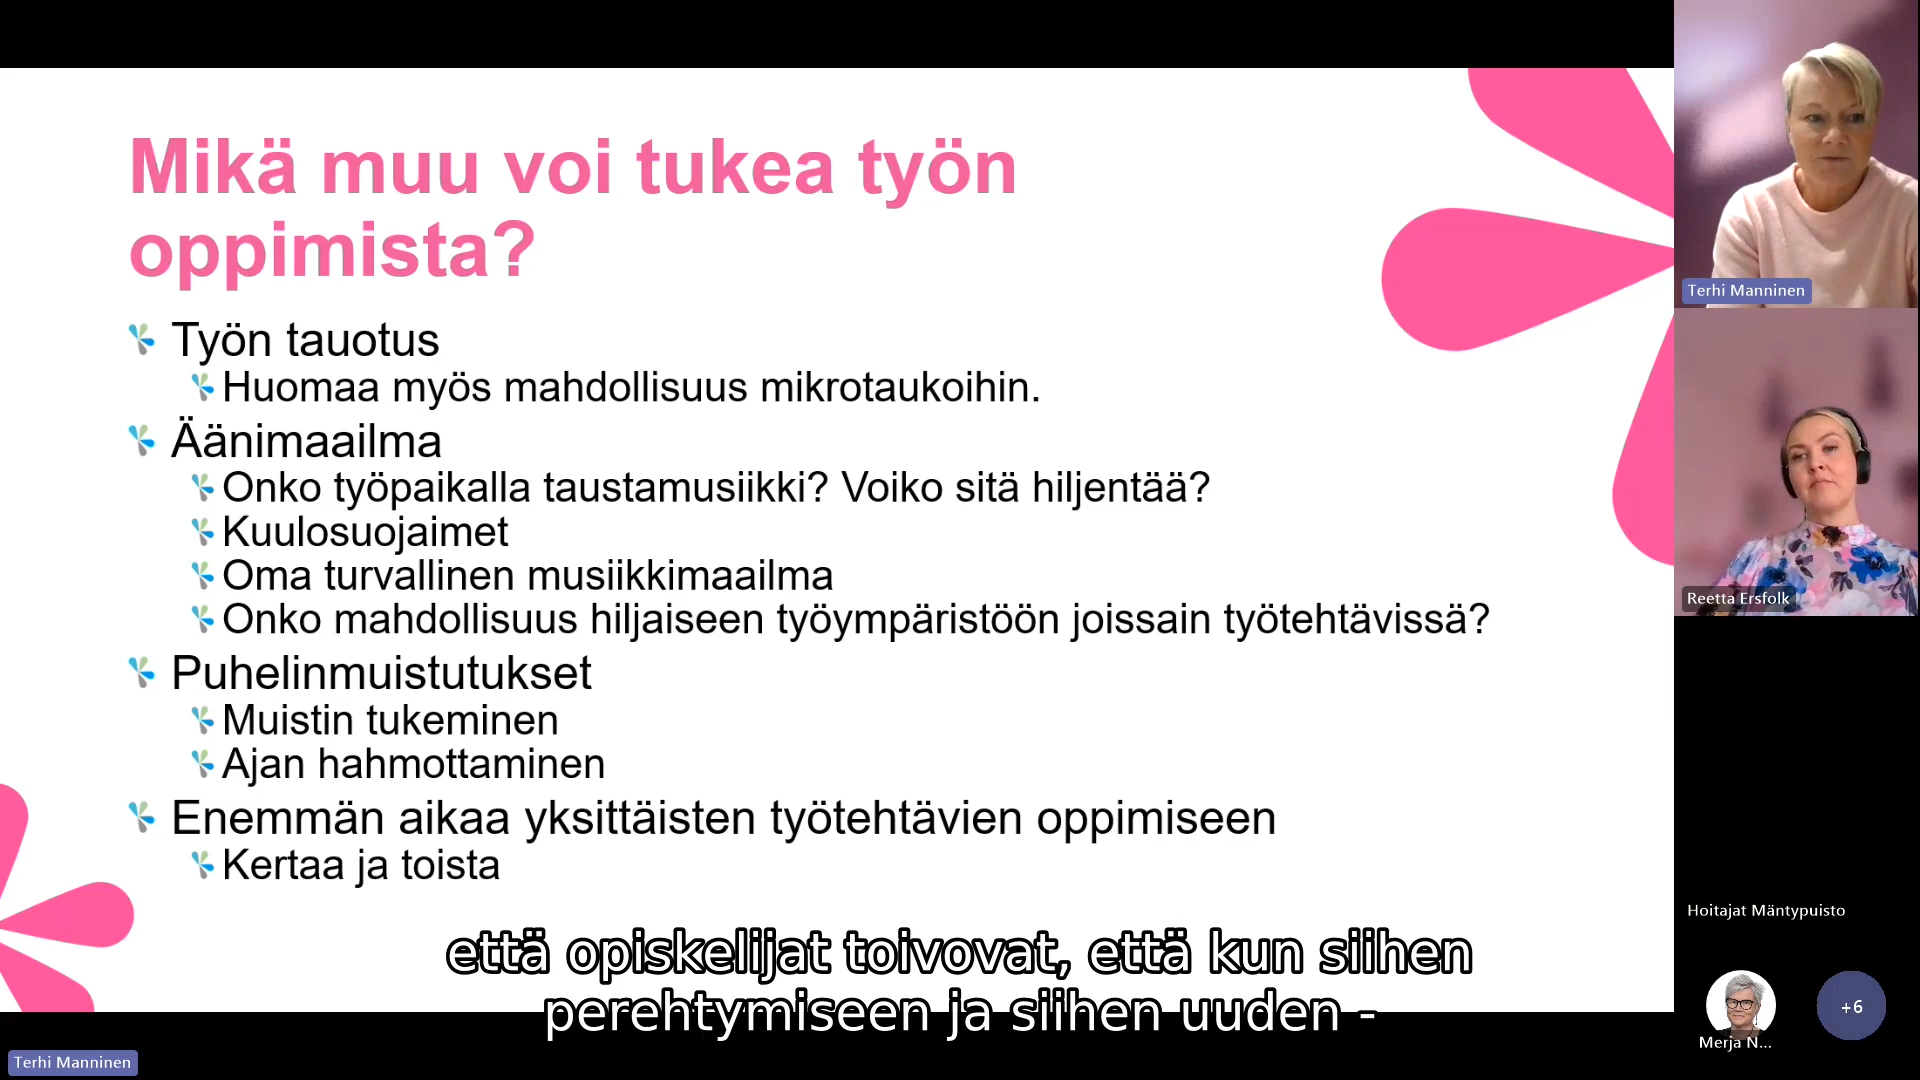 Mikä muu voi tukea työn
oppimista?
Työn tauotus
Huomaa myös mahdollisuus mikrotaukoihin.
Äänimaailma
Onko työpaikalla taustamusiikki? Voiko sitä hiljentää?
Kuulosuojaimet
Oma turvallinen musiikkimaailma
Onko mahdollisuus hiljaiseen työympäristöön joissain työtehtävissä?
Puhelinmuistutukset
Muistin tukeminen
Ajan hahmottaminen
Enemmän aikaa yksittäisten työtehtävien oppimiseen
Kertaa ja toista
että opiskelijat toivovat, että kun siihen
perehtymiseen ja siihen uuden -
Terhi Manninen
Terhi Manninen
Reetta Ersfolk
Hoitajat Mäntypuisto
Merja N...
+6